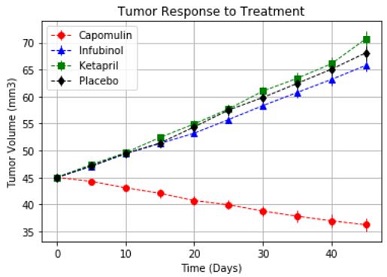 Tumor Response to Treatment
Capomulin
Infubinol
Ketapril
Placebo
Tumor Volume (mm3)
70
65
60
55
50
45
40
35
0 10 20 30 40
Time (Days)